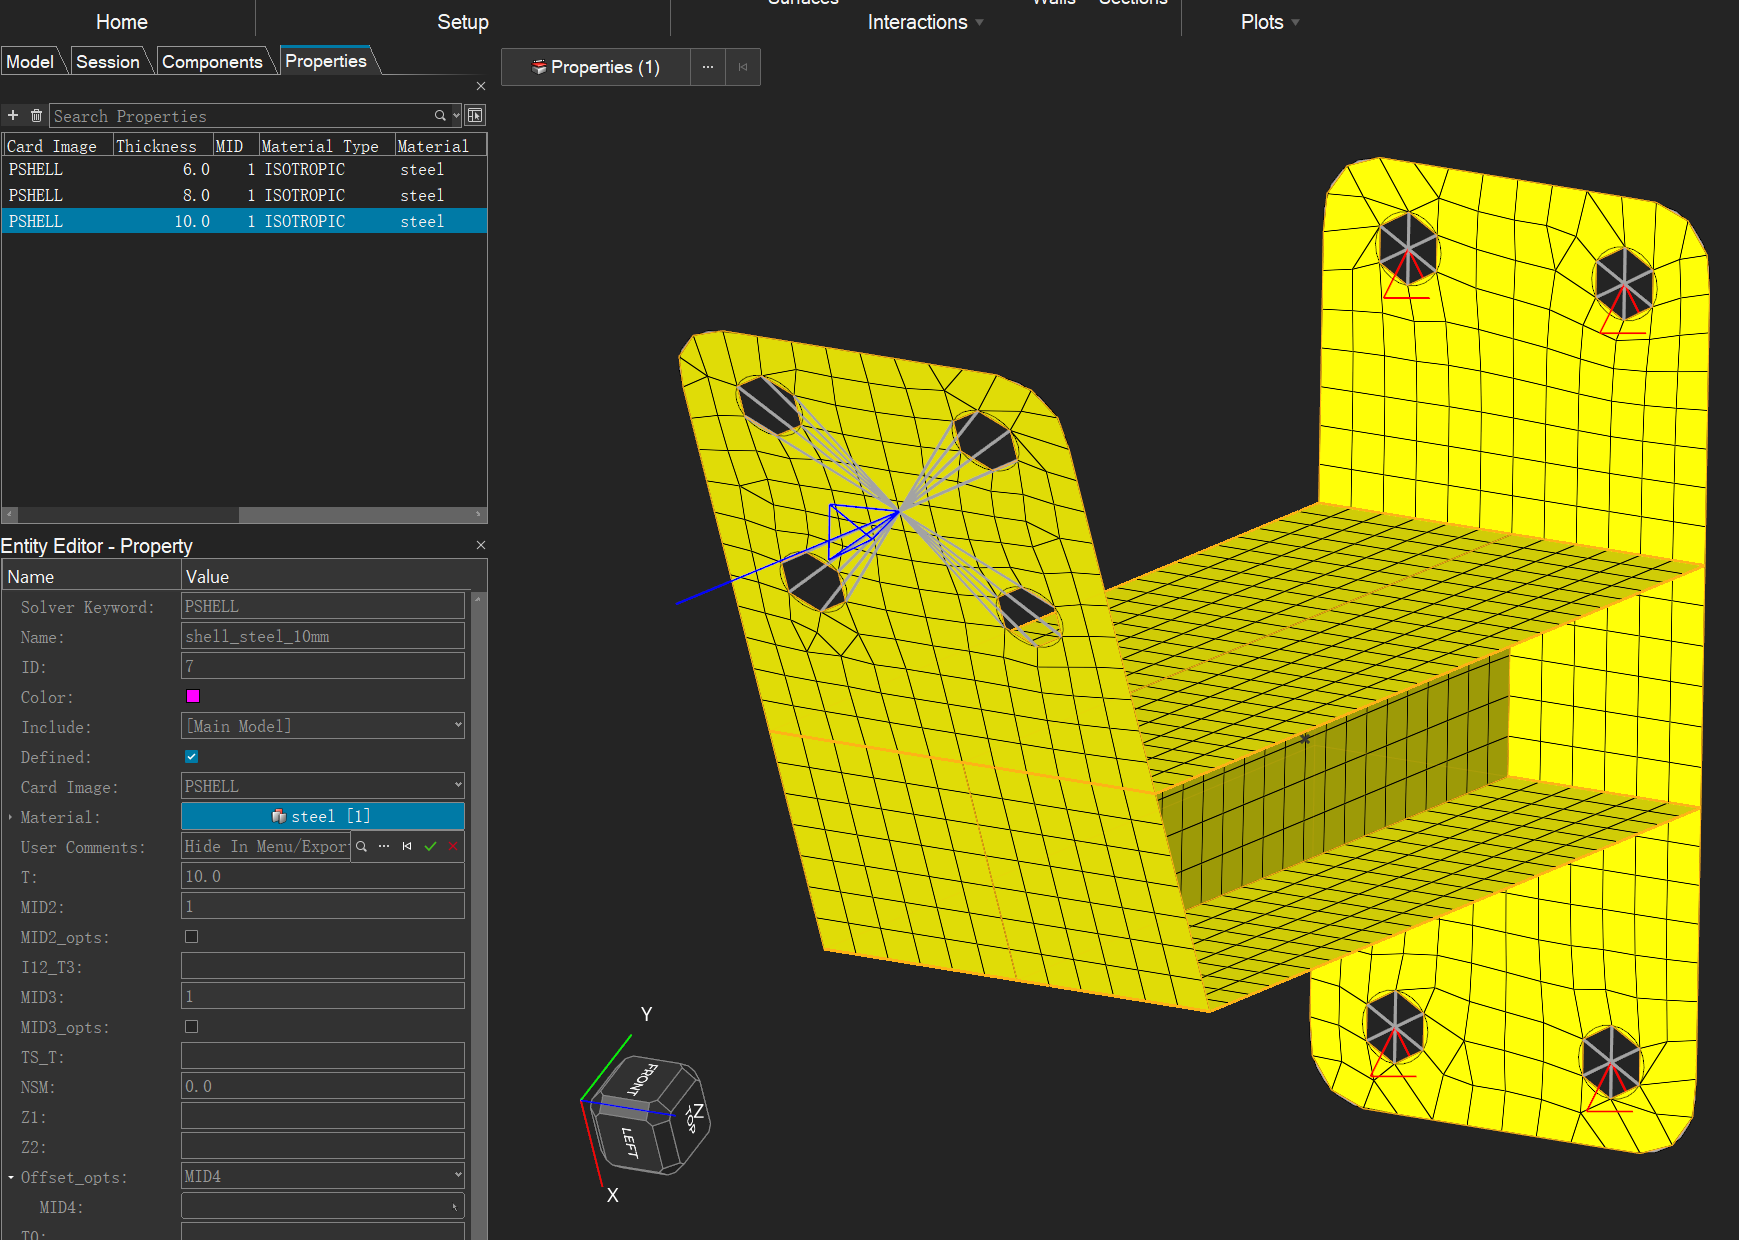 Surfaces Walls Sections
Home Setup Interactions Plots
Model Session Components Properties
Properties (1) ...
Search Properties
Card Image Thickness MID Material Type Material
PSHELL 6.0 1 ISOTROPIC steel
PSHELL 8.0 1 ISOTROPIC steel
PSHELL 10.0 1 ISOTROPIC steel
Entity Editor - Property
Name Value
Solver Keyword: PSHELL
Name: shell_steel_10mm
ID: 7
Color:
Include: [Main Model]
Defined:
Card Image: PSHELL
Material: steel [1]
User Comments: Hide In Menu/Export ...
T: 10.0
MID2: 1
MID2_opts:
I12_T3:
MID3: 1
MID3_opts:
TS_T:
NSM: 0.0
Z1:
Z2:
Offset_opts: MID4
MID4:
T0:
Y
FRONT
Z
TOP
LEFT
X